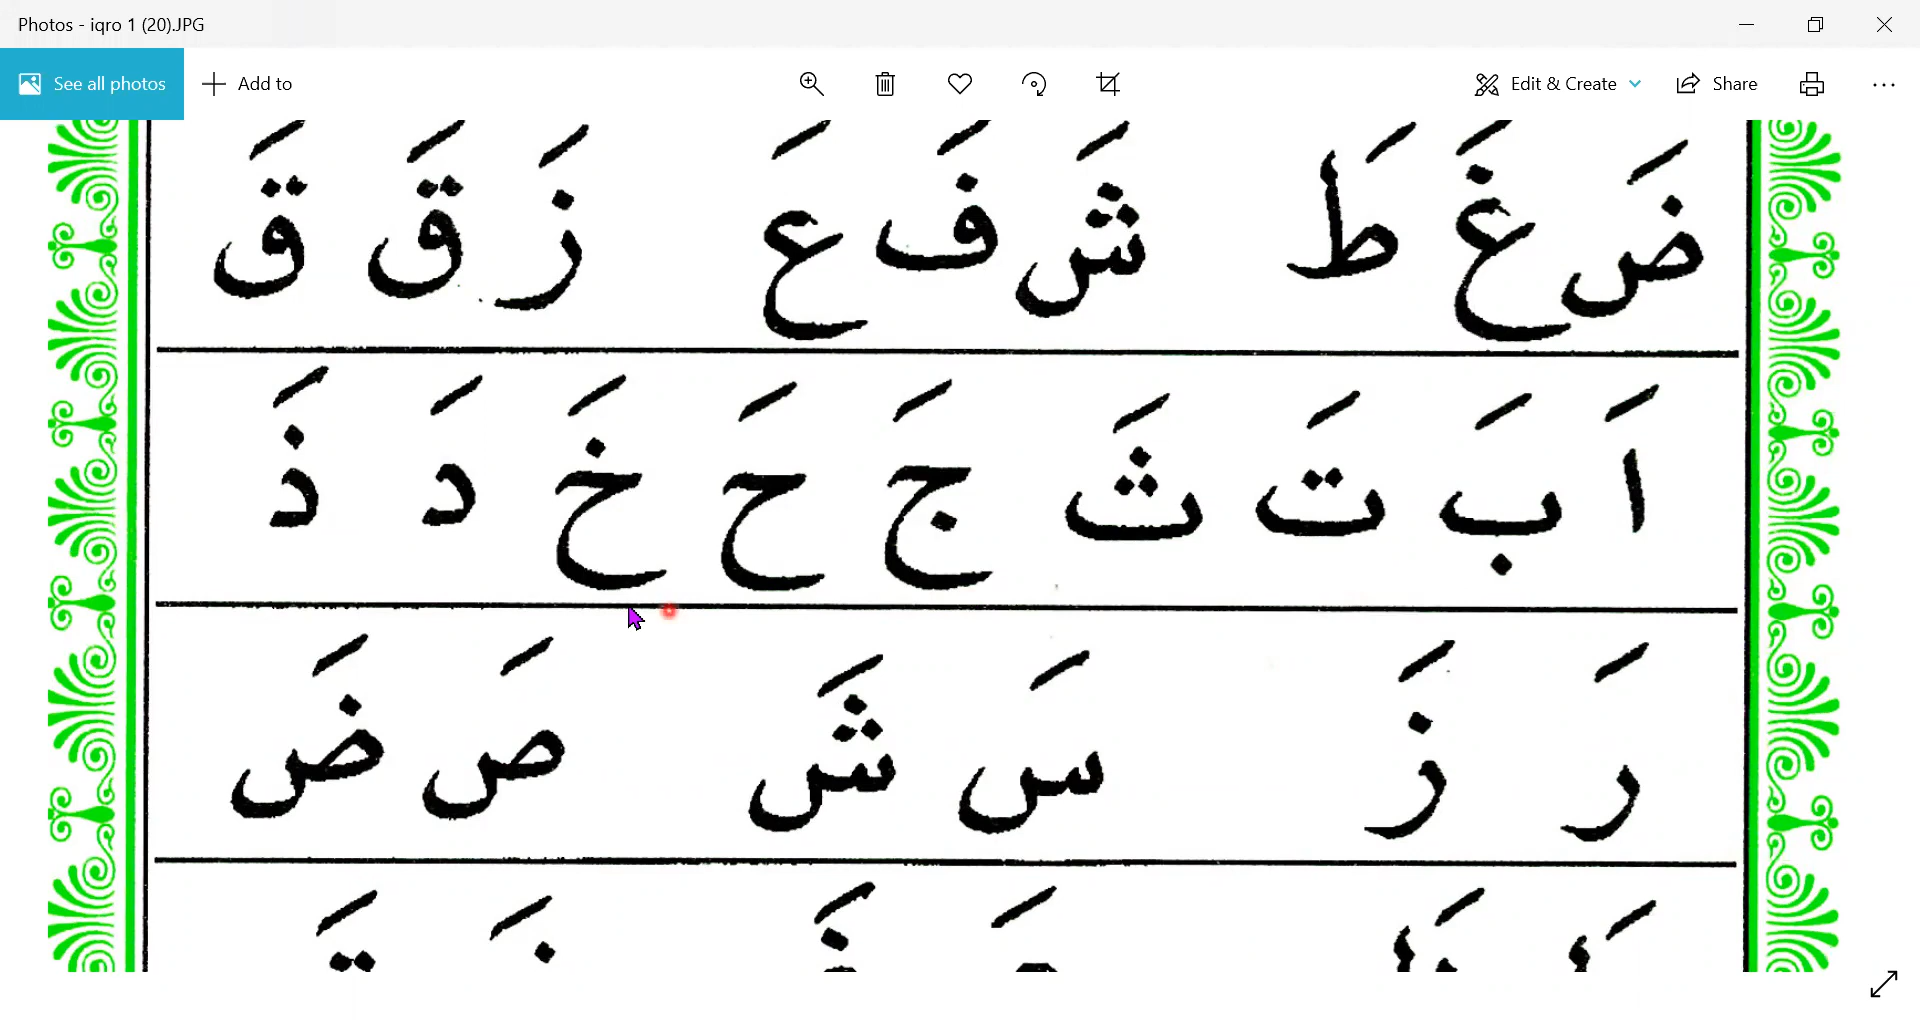 Photos - iqro 1 (20).JPG
See all photos
Add to
Edit & Create
Share
ضَ غَ طَ شَ فَ عَ زَ قَ قَ
اَ بَ تَ ثَ جَ حَ خَ دَ ذَ
رَ زَ سَ شَ صَ ضَ